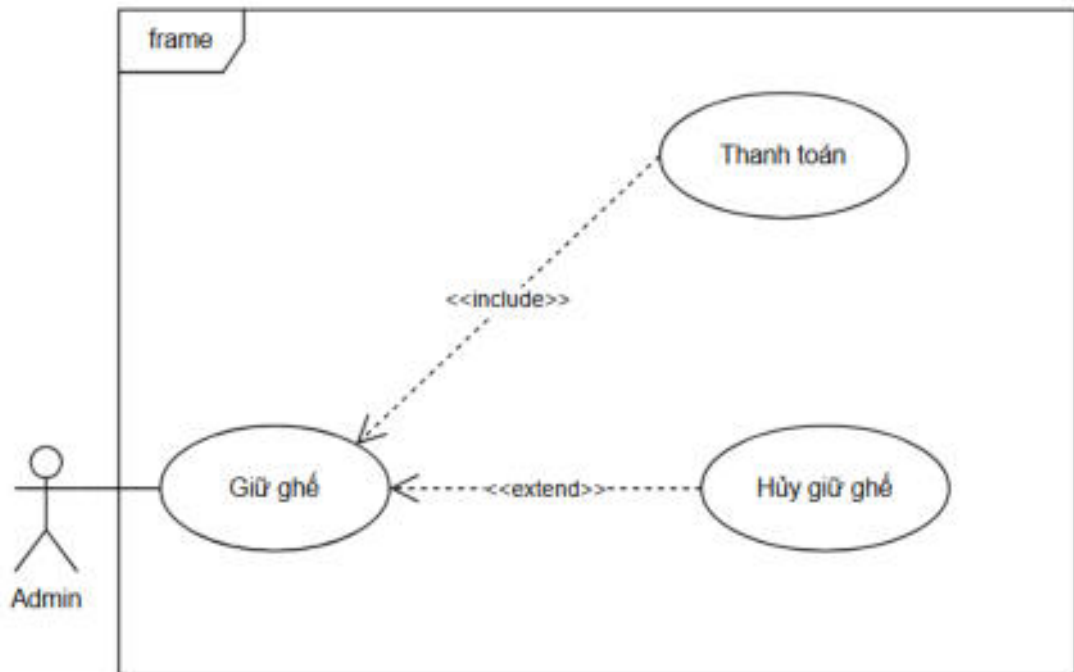 frame
Thanh toán
<<include>>
Giữ ghế
<<extend>>
Hủy giữ ghế
Admin